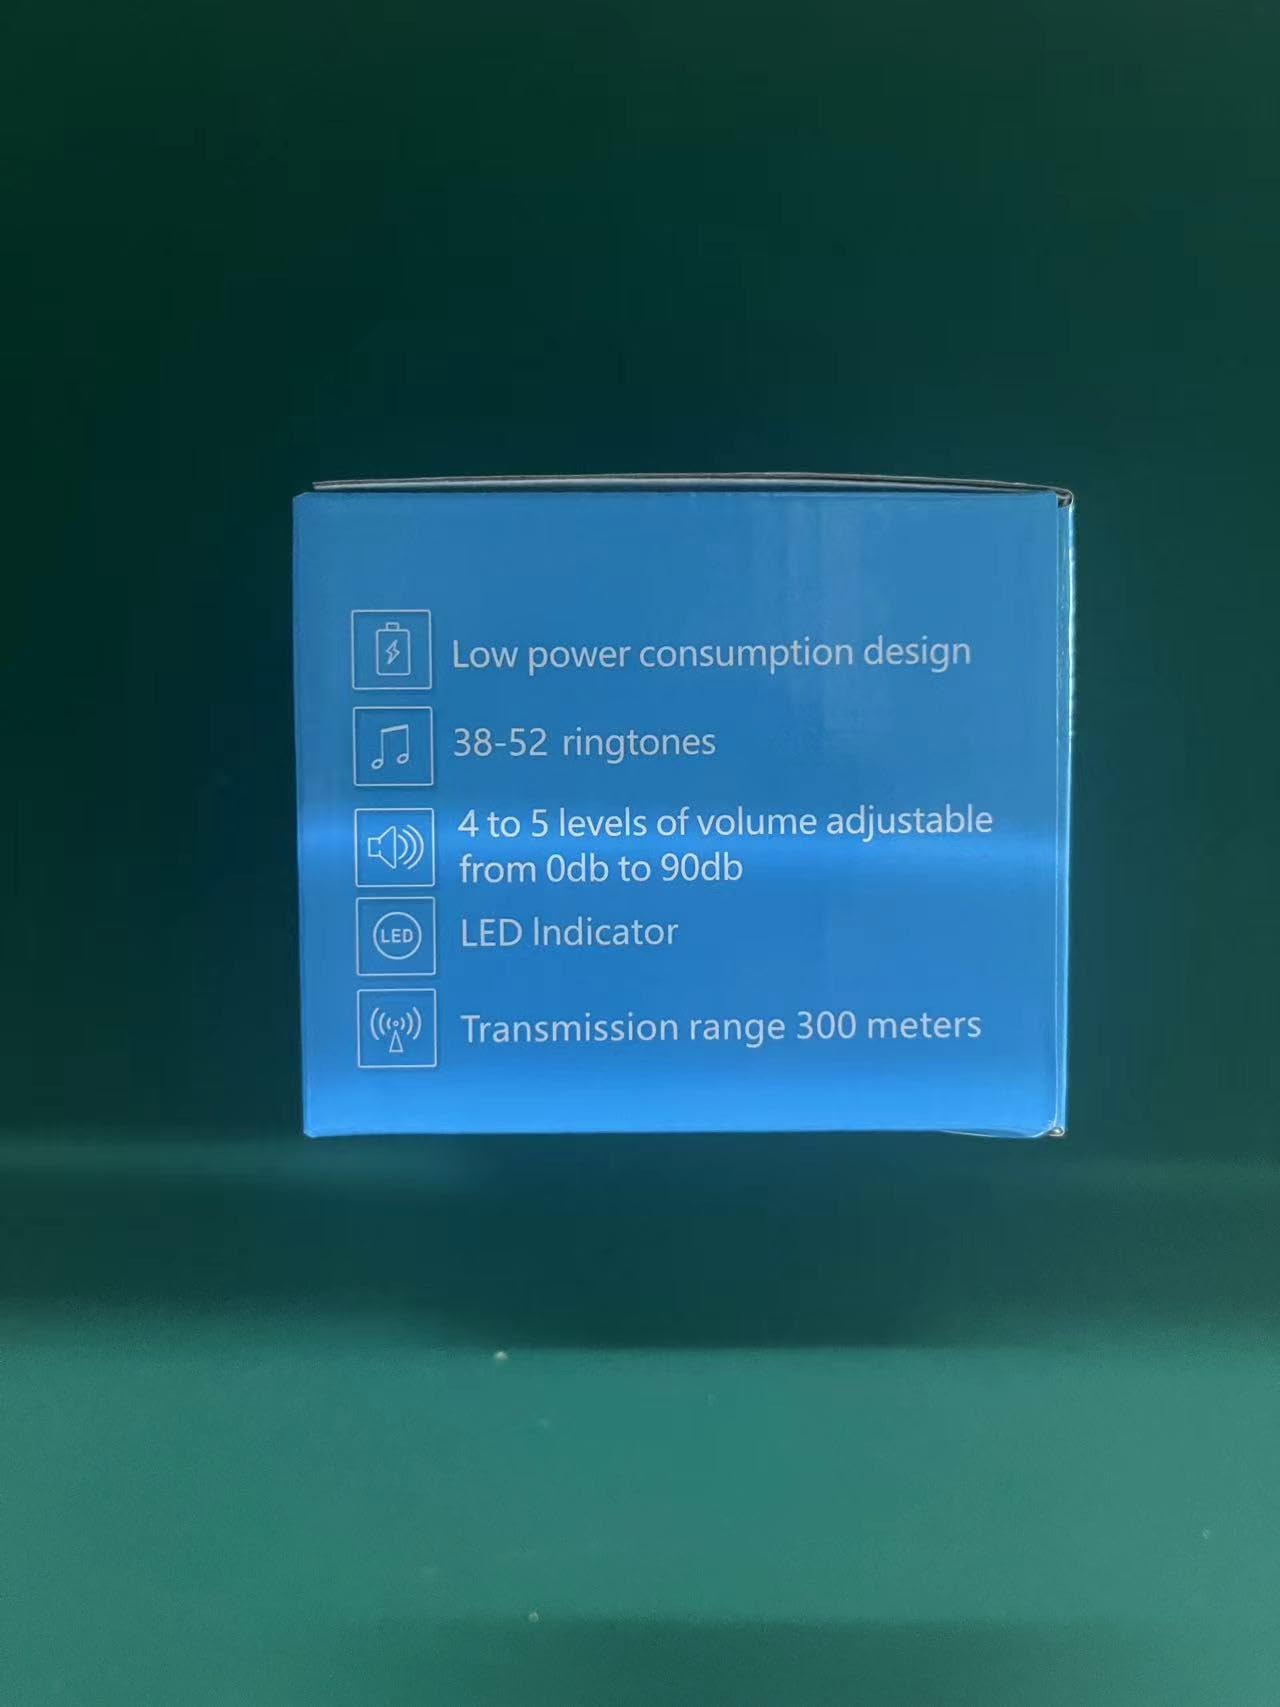 Low power consumption design
38-52 ringtones
4 to 5 levels of volume adjustable
from 0db to 90db
LED
LED Indicator
Transmission range 300 meters